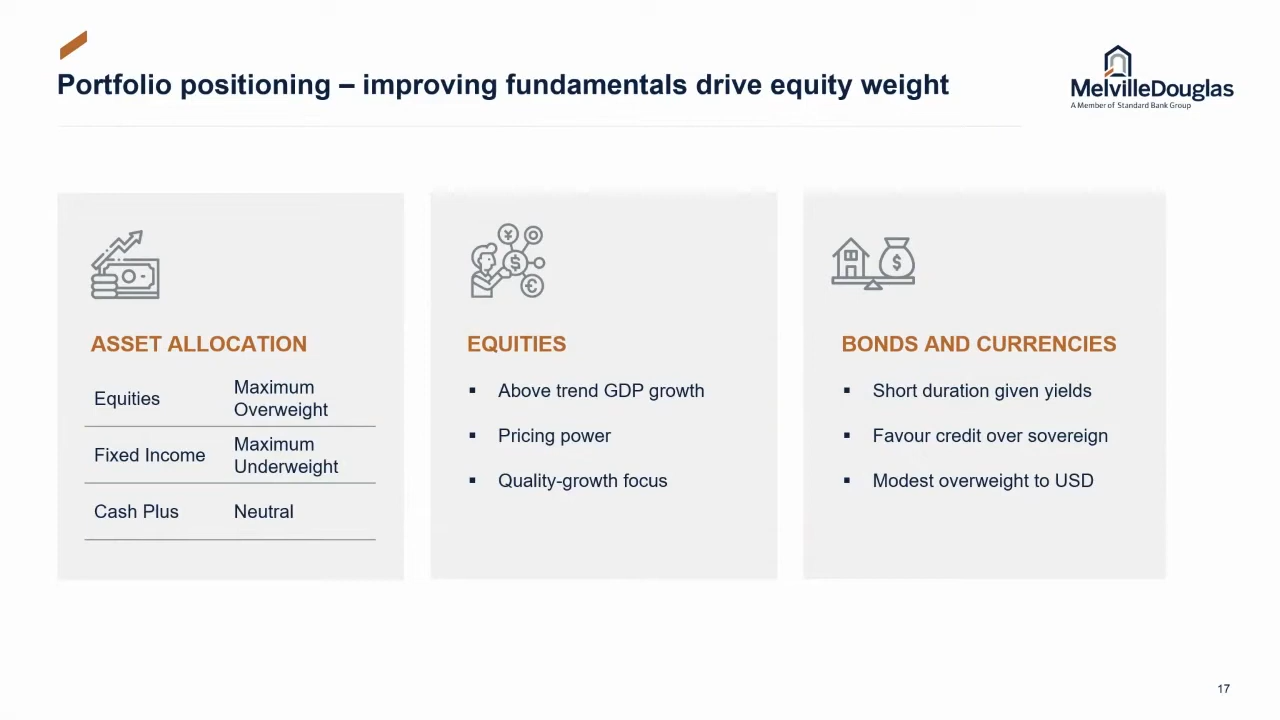 Portfolio positioning – improving fundamentals drive equity weight
MelvilleDouglas
A Member of Standard Bank Group
ASSET ALLOCATION
Equities Maximum
Overweight
Fixed Income Maximum
Underweight
Cash Plus Neutral
¥
$
€
EQUITIES
▪ Above trend GDP growth
▪ Pricing power
▪ Quality-growth focus
$
BONDS AND CURRENCIES
▪ Short duration given yields
▪ Favour credit over sovereign
▪ Modest overweight to USD
17